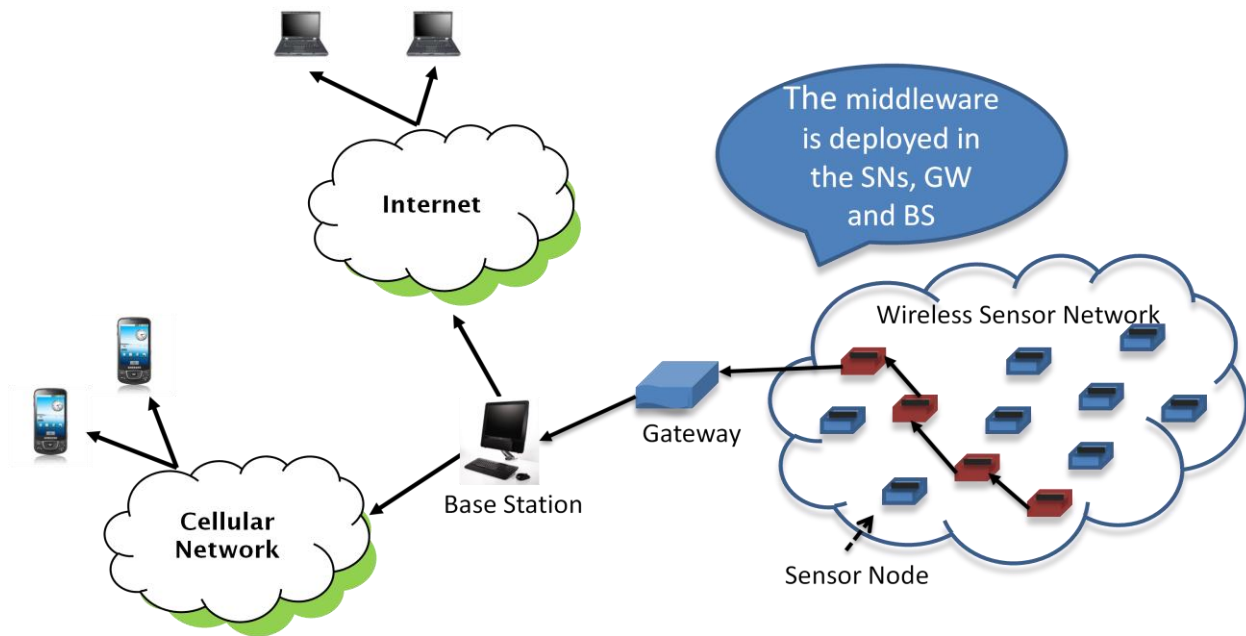 The middleware
is deployed in
the SNs, GW
and BS
Internet
Wireless Sensor Network
Gateway
Base Station
Cellular
Network
Sensor Node